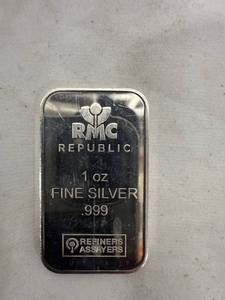 RMC
REPUBLIC
1 oz
FINE SILVER
.999
REFINERS
ASSAYERS